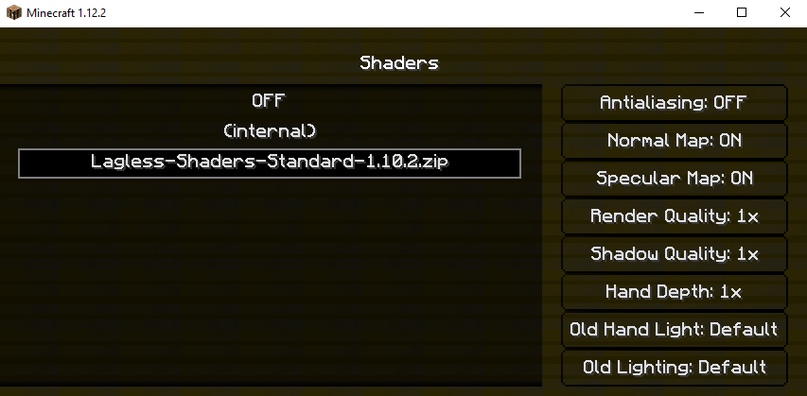 Minecraft 1.12.2
Shaders
OFF
(internal)
Lagless-Shaders-Standard-1.10.2.zip
Antialiasing: OFF
Normal Map: ON
Specular Map: ON
Render Quality: 1x
Shadow Quality: 1x
Hand Depth: 1x
Old Hand Light: Default
Old Lighting: Default